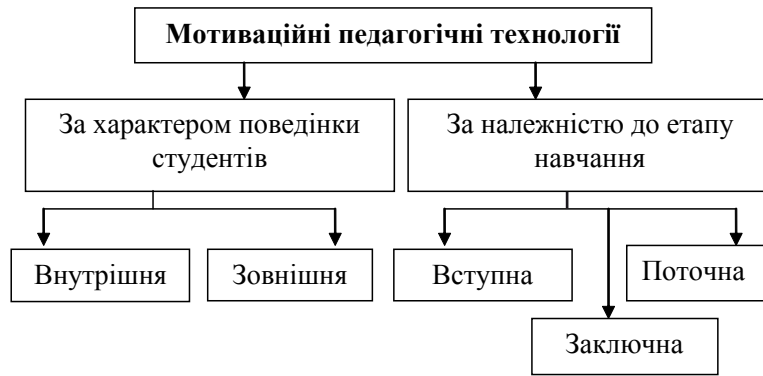 Мотиваційні педагогічні технології
За характером поведінки
студентів
За належністю до етапу
навчання
Внутрішня
Зовнішня
Вступна
Поточна
Заключна